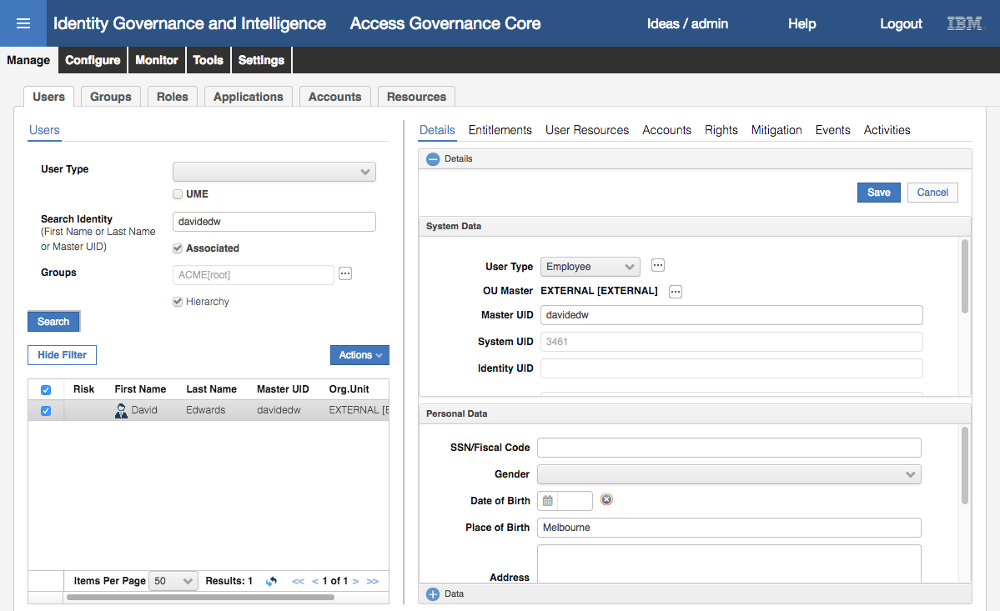 Identity Governance and Intelligence Access Governance Core Ideas / admin Help Logout IBM
Manage Configure Monitor Tools Settings
Users Groups Roles Applications Accounts Resources
Users
User Type
UME
Search Identity
(First Name or Last Name
or Master UID)
davidedw
Associated
Groups
ACME[root]
Hierarchy
Search
Hide Filter
Actions
Risk First Name Last Name Master UID Org.Unit
David Edwards davidedw EXTERNAL [E
Items Per Page 50 Results: 1 << < 1 of 1 > >>
Details Entitlements User Resources Accounts Rights Mitigation Events Activities
Details
Save Cancel
System Data
User Type Employee
OU Master EXTERNAL [EXTERNAL]
Master UID davidedw
System UID 3461
Identity UID
Personal Data
SSN/Fiscal Code
Gender
Date of Birth
Place of Birth Melbourne
Address
Data